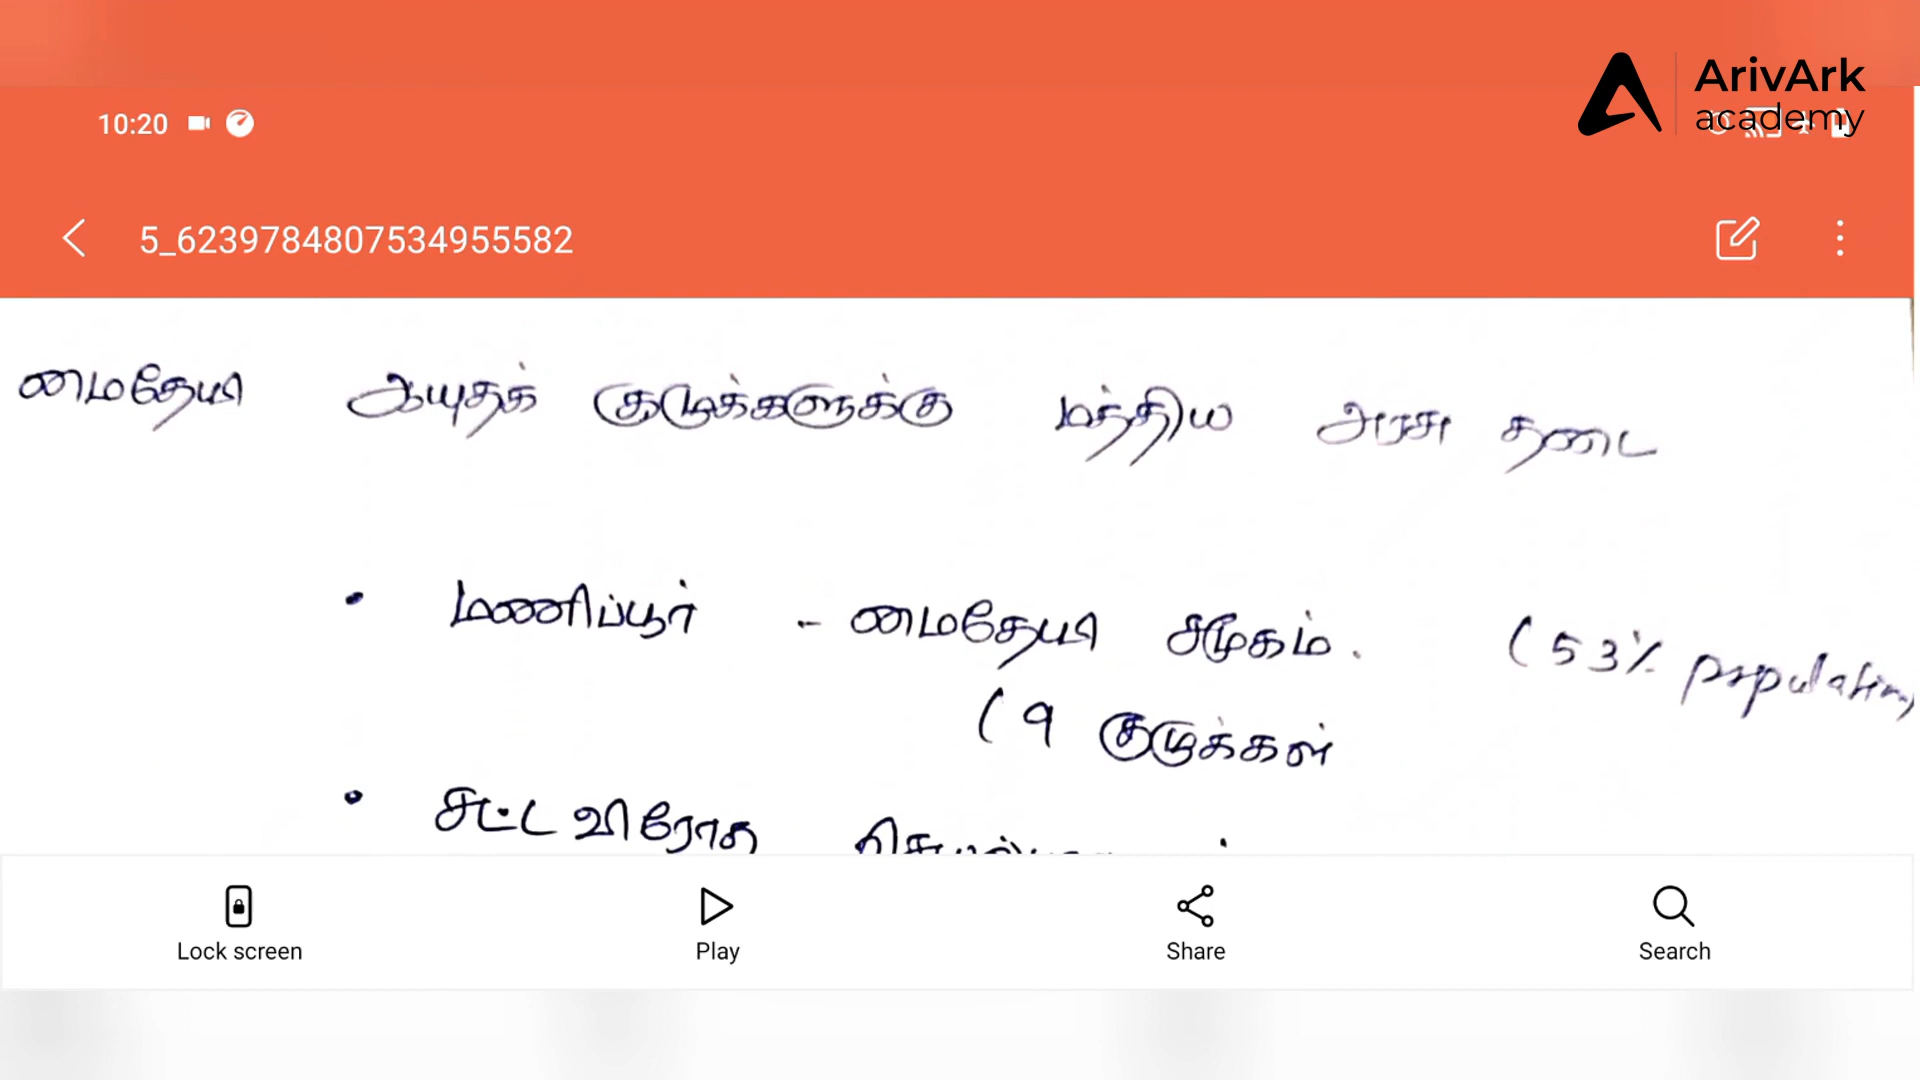 ArivArk
academy
10:20
5_6239784807534955582
மைதேயி ஆயுதக் குழுக்களுக்கு மத்திய அரசு தடை
• மணிப்பூர் - மைதேயி சமூகம். (53% population)
(9 குழுக்கள்
• சட்டவிரோத
Lock screen Play Share Search